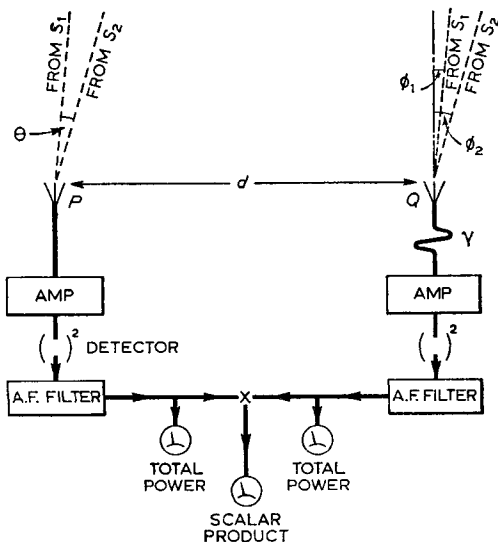 FROM S₁
FROM S₂
θ
FROM S₁
FROM S₂
ϕ₁
ϕ₂
P
d
Q
γ
AMP
AMP
( )² DETECTOR
( )²
A.F. FILTER
X
A.F. FILTER
TOTAL
POWER
TOTAL
POWER
SCALAR
PRODUCT